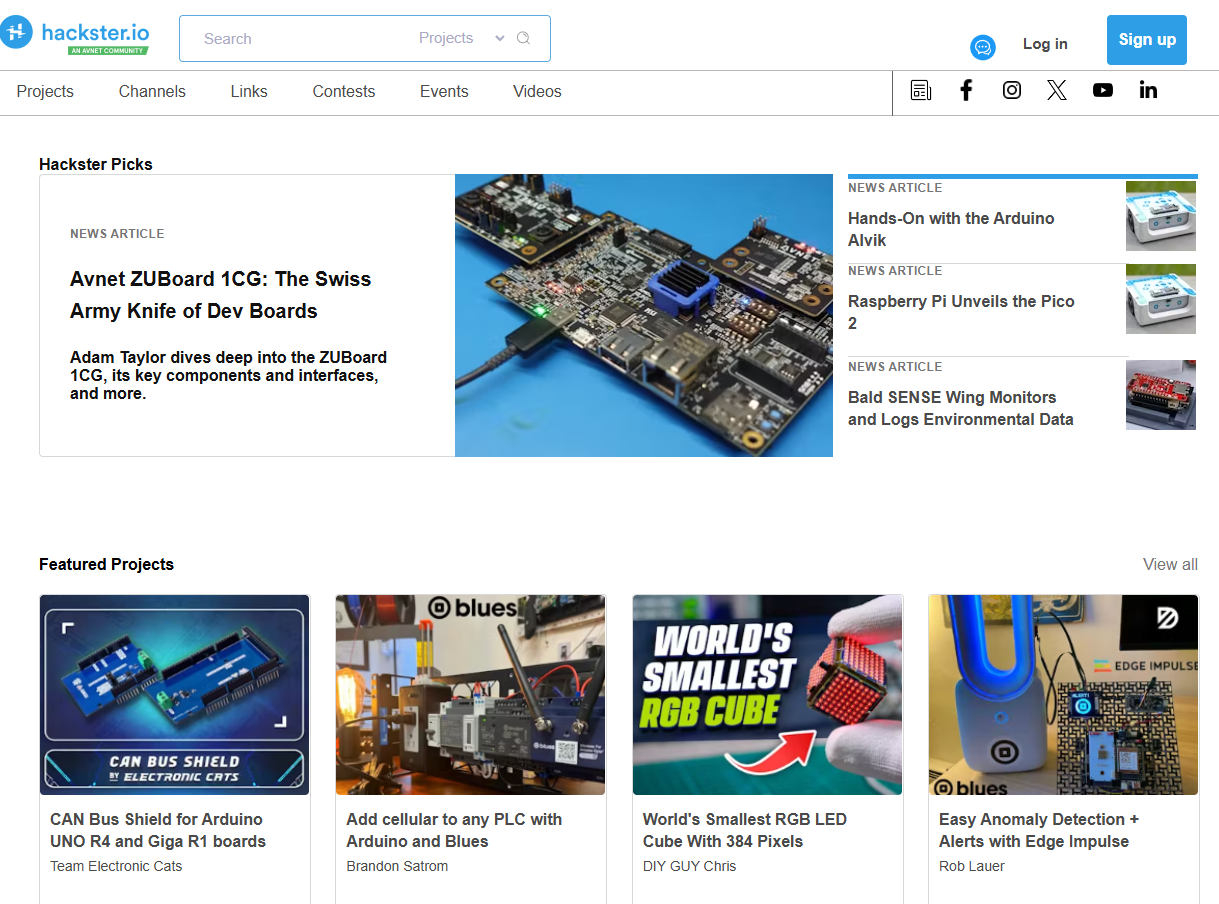 hackster.io
AN AVNET COMMUNITY
Search
Projects
Log in
Sign up
Projects
Channels
Links
Contests
Events
Videos
Hackster Picks
NEWS ARTICLE
Avnet ZUBoard 1CG: The Swiss
Army Knife of Dev Boards
Adam Taylor dives deep into the ZUBoard
1CG, its key components and interfaces,
and more.
NEWS ARTICLE
Hands-On with the Arduino
Alvik
NEWS ARTICLE
Raspberry Pi Unveils the Pico
2
NEWS ARTICLE
Bald SENSE Wing Monitors
and Logs Environmental Data
Featured Projects
View all
CAN BUS SHIELD
BY ELECTRONIC CATS
CAN Bus Shield for Arduino
UNO R4 and Giga R1 boards
Team Electronic Cats
blues
blues
Add cellular to any PLC with
Arduino and Blues
Brandon Satrom
WORLD'S
SMALLEST
RGB CUBE
World's Smallest RGB LED
Cube With 384 Pixels
DIY GUY Chris
EDGE IMPULSE
ALERT!
blues
Easy Anomaly Detection +
Alerts with Edge Impulse
Rob Lauer